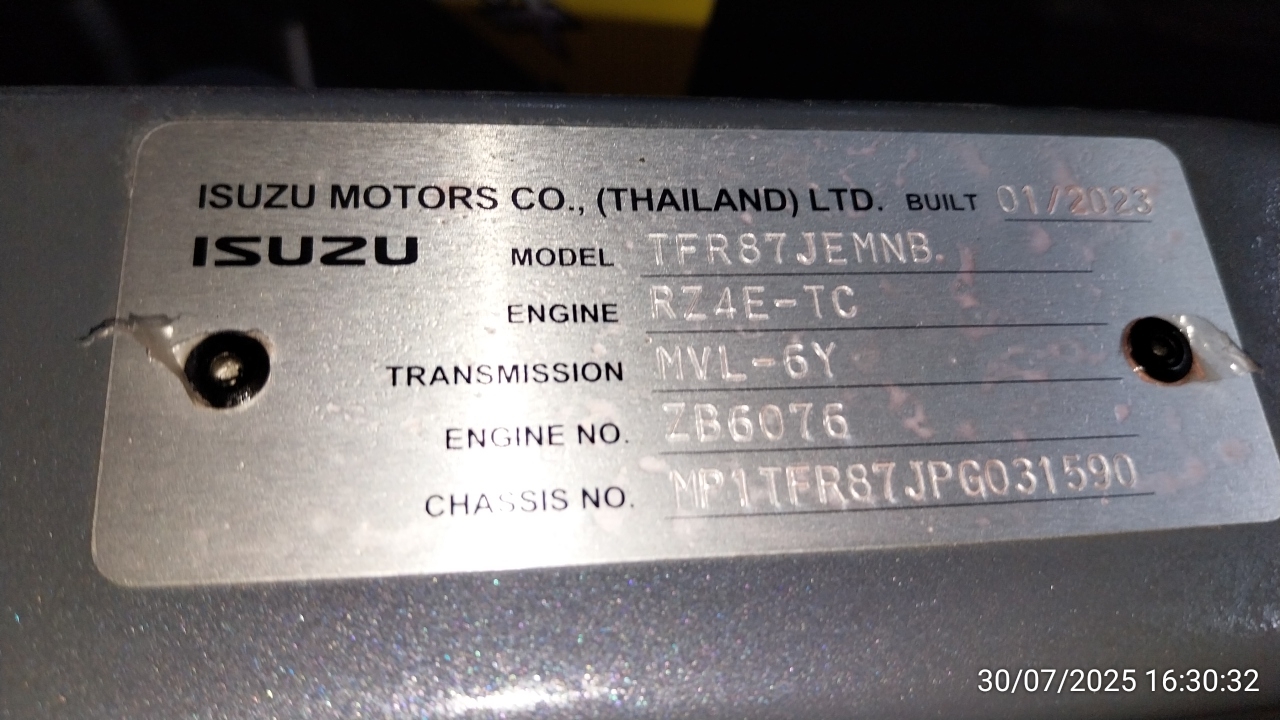 ISUZU MOTORS CO., (THAILAND) LTD. BUILT 01/2023
ISUZU MODEL TFR87JEMNB.
ENGINE RZ4E-TC
TRANSMISSION MVL-6Y
ENGINE NO. ZB6076
CHASSIS NO. MP1TFR87JPG031590
30/07/2025 16:30:32